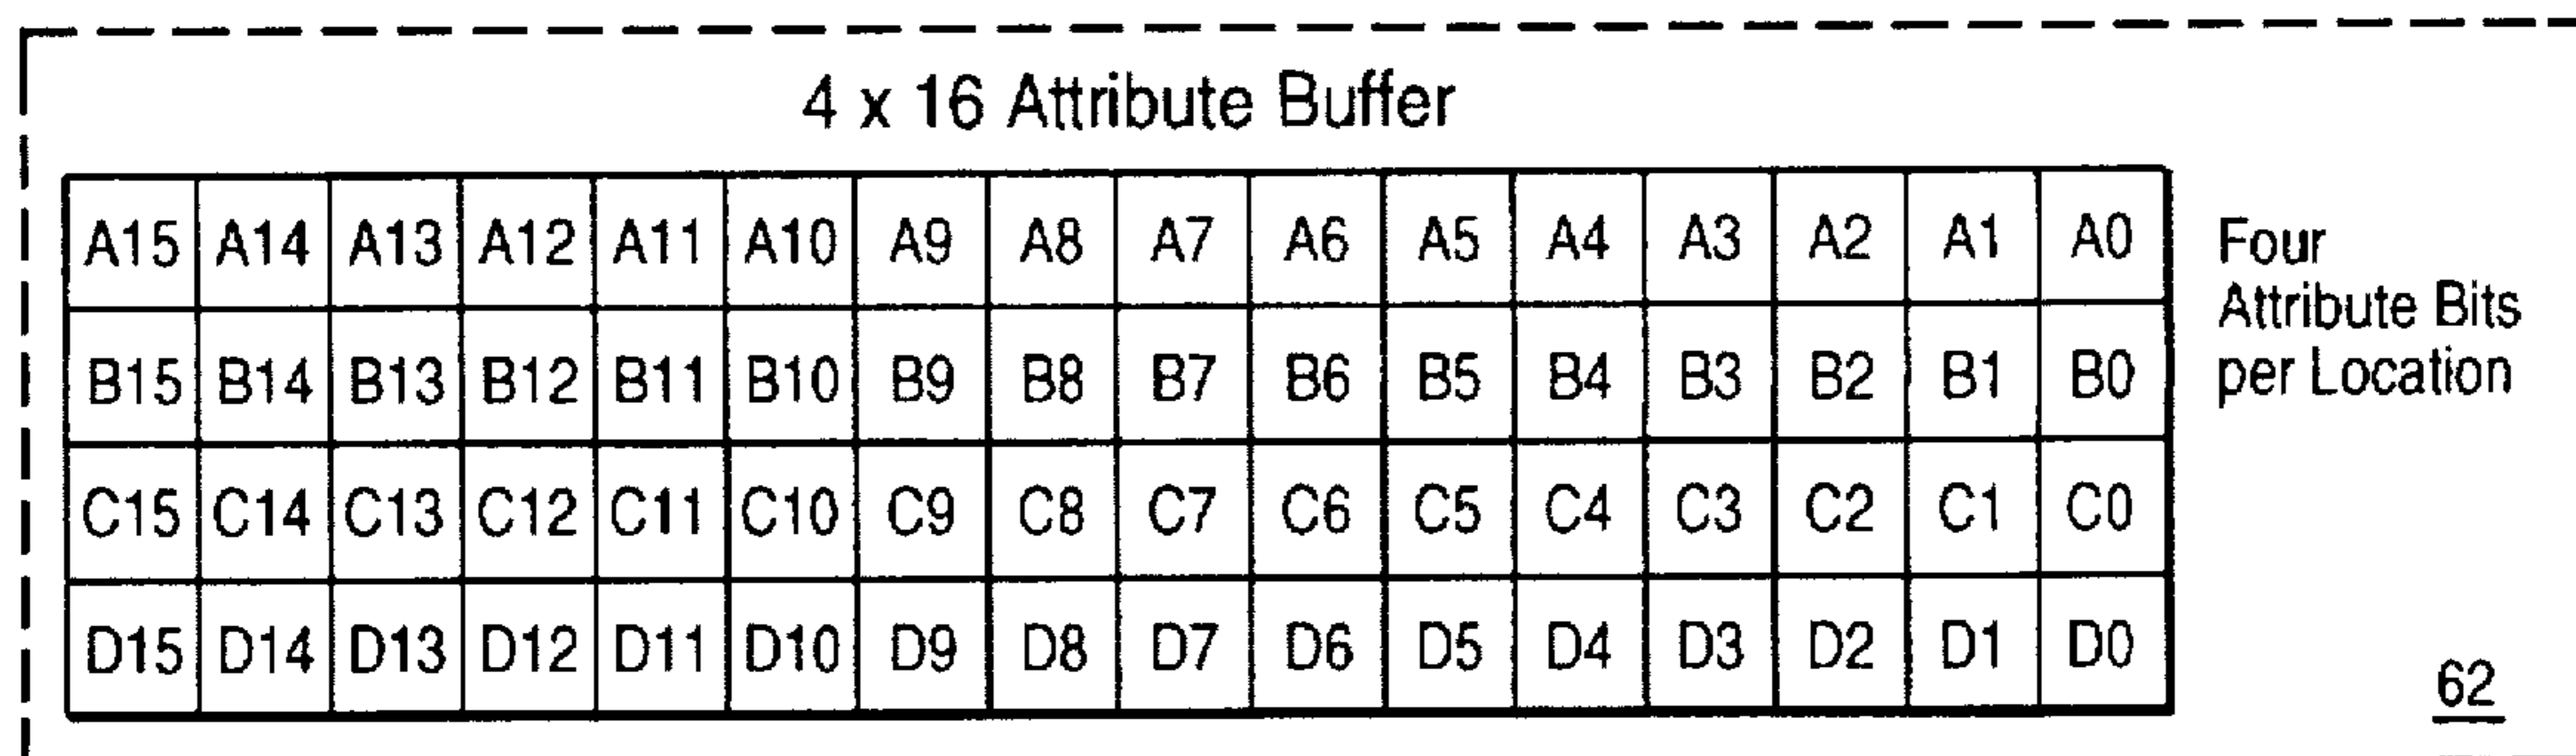 4 x 16 Attribute Buffer
A15 A14 A13 A12 A11 A10 A9 A8 A7 A6 A5 A4 A3 A2 A1 A0
B15 B14 B13 B12 B11 B10 B9 B8 B7 B6 B5 B4 B3 B2 B1 B0
C15 C14 C13 C12 C11 C10 C9 C8 C7 C6 C5 C4 C3 C2 C1 C0
D15 D14 D13 D12 D11 D10 D9 D8 D7 D6 D5 D4 D3 D2 D1 D0
Four
Attribute Bits
per Location
62